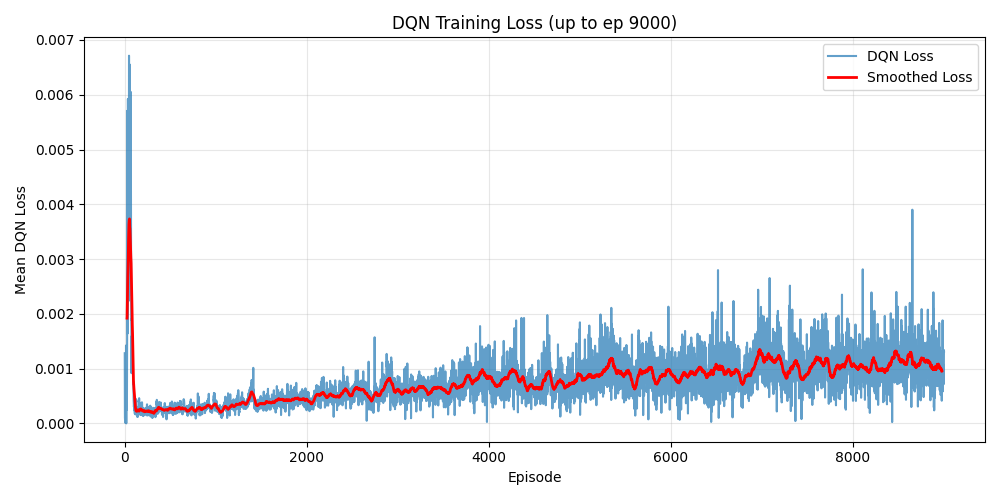 DQN Training Loss (up to ep 9000)
DQN Loss
Smoothed Loss
Mean DQN Loss
0.007
0.006
0.005
0.004
0.003
0.002
0.001
0.000
0
2000
4000
6000
8000
Episode